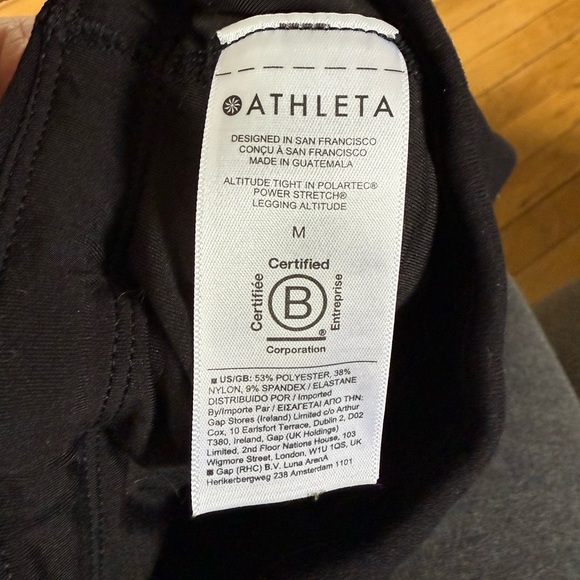 ATHLETA
DESIGNED IN SAN FRANCISCO
CONÇU À SAN FRANCISCO
MADE IN GUATEMALA
ALTITUDE TIGHT IN POLARTEC®
POWER STRETCH®
LEGGING ALTITUDE
M
Certified
Certifiée
B
®
Entreprise
Corporation
US/GB: 53% POLYESTER, 38%
NYLON, 9% SPANDEX / ELASTANE
DISTRIBUIDO POR / Imported
By/Importe Par / ΕΙΣΑΓΕΤΑΙ ΑΠΟ ΤΗΝ:
Gap Stores (Ireland) Limited c/o Arthur
Cox, 10 Earlsfort Terrace, Dublin 2, D02
T380, Ireland, Gap (UK Holdings)
Limited, 2nd Floor Nations House, 103
Wigmore Street, London, W1U 1QS, UK
Gap (RHC) B.V. Luna ArenA
Herikerbergweg 238 Amsterdam 1101